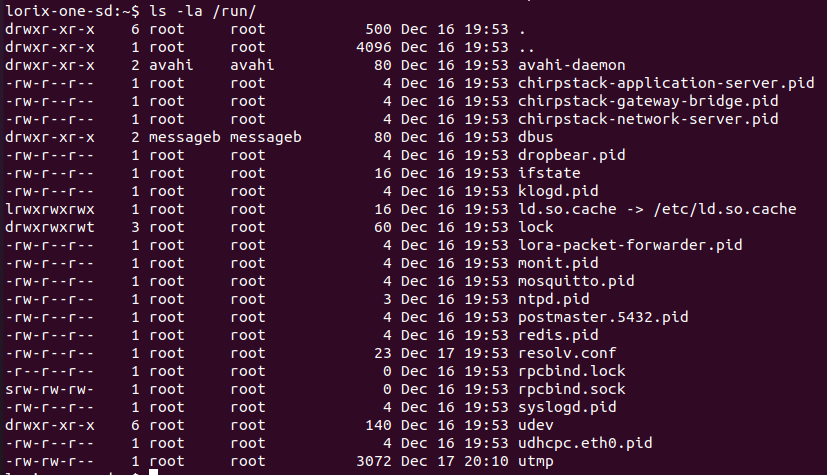 lorix-one-sd:~$ ls -la /run/
drwxr-xr-x    6 root     root           500 Dec 16 19:53 .
drwxr-xr-x    1 root     root          4096 Dec 16 19:53 ..
drwxr-xr-x    2 avahi    avahi           80 Dec 16 19:53 avahi-daemon
-rw-r--r--    1 root     root             4 Dec 16 19:53 chirpstack-application-server.pid
-rw-r--r--    1 root     root             4 Dec 16 19:53 chirpstack-gateway-bridge.pid
-rw-r--r--    1 root     root             4 Dec 16 19:53 chirpstack-network-server.pid
drwxr-xr-x    2 messageb messageb        80 Dec 16 19:53 dbus
-rw-r--r--    1 root     root             4 Dec 16 19:53 dropbear.pid
-rw-r--r--    1 root     root            16 Dec 16 19:53 ifstate
-rw-r--r--    1 root     root             4 Dec 16 19:53 klogd.pid
lrwxrwxrwx    1 root     root            16 Dec 16 19:53 ld.so.cache -> /etc/ld.so.cache
drwxrwxrwt    3 root     root            60 Dec 16 19:53 lock
-rw-r--r--    1 root     root             4 Dec 16 19:53 lora-packet-forwarder.pid
-rw-r--r--    1 root     root             4 Dec 16 19:53 monit.pid
-rw-r--r--    1 root     root             4 Dec 16 19:53 mosquitto.pid
-rw-r--r--    1 root     root             3 Dec 16 19:53 ntpd.pid
-rw-r--r--    1 root     root             4 Dec 16 19:53 postmaster.5432.pid
-rw-r--r--    1 root     root             4 Dec 16 19:53 redis.pid
-rw-r--r--    1 root     root            23 Dec 17 19:53 resolv.conf
-r--r--r--    1 root     root             0 Dec 16 19:53 rpcbind.lock
srw-rw-rw-    1 root     root             0 Dec 16 19:53 rpcbind.sock
-rw-r--r--    1 root     root             4 Dec 16 19:53 syslogd.pid
drwxr-xr-x    6 root     root           140 Dec 16 19:53 udev
-rw-r--r--    1 root     root             4 Dec 16 19:53 udhcpc.eth0.pid
-rw-rw-r--    1 root     root          3072 Dec 17 20:10 utmp